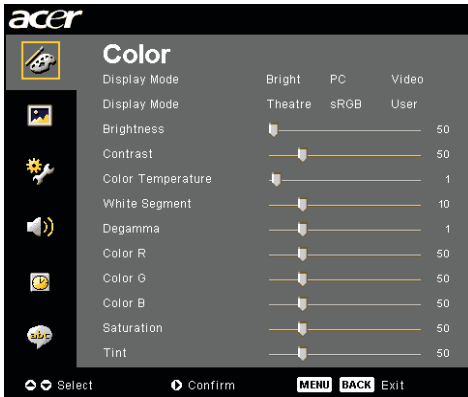 acer
Color
Display Mode Bright PC Video
Display Mode Theatre sRGB User
Brightness 50
Contrast 50
Color Temperature 1
White Segment 10
Degamma 1
Color R 50
Color G 50
Color B 50
Saturation 50
abc
Tint 50
Select Confirm MENU BACK Exit